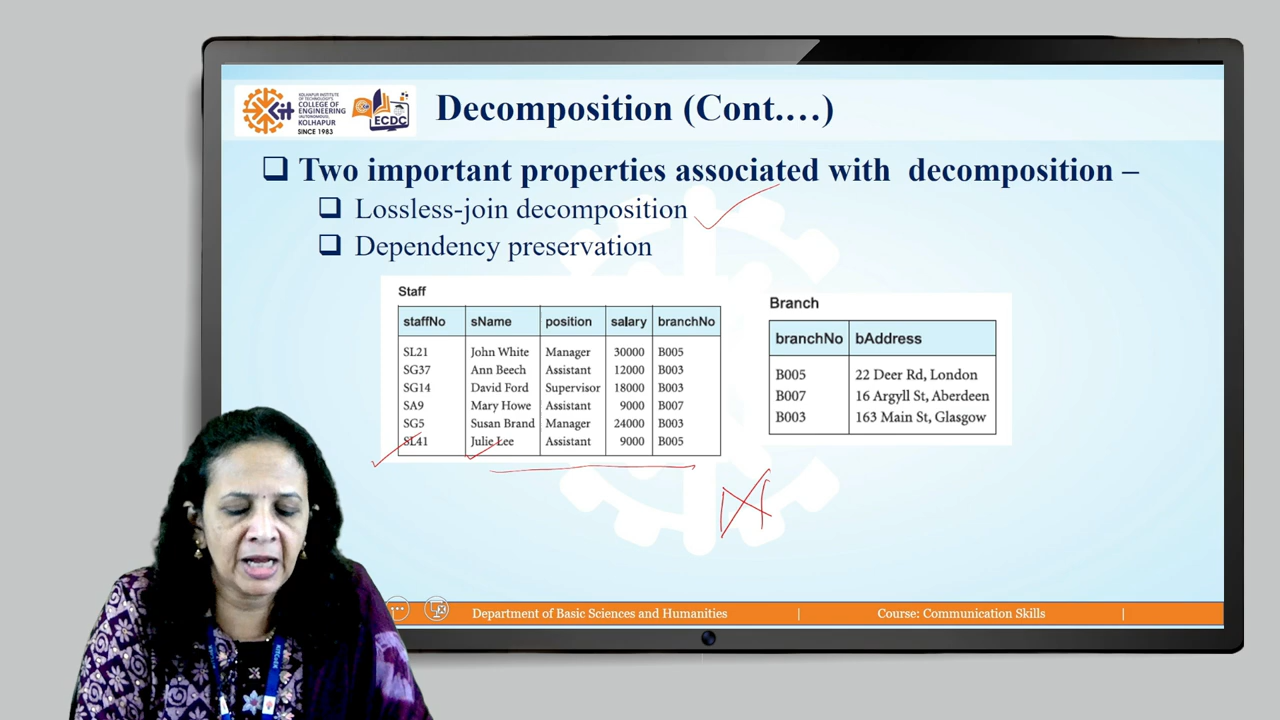 KOLHAPUR INSTITUTE
OF TECHNOLOGY'S
COLLEGE OF
ENGINEERING
(AUTONOMOUS),
KOLHAPUR
SINCE 1983
Kit
ECDC
Decomposition (Cont.…)
Two important properties associated with decomposition –
Lossless-join decomposition
Dependency preservation
Staff
staffNo sName position salary branchNo
SL21 John White Manager 30000 B005
SG37 Ann Beech Assistant 12000 B003
SG14 David Ford Supervisor 18000 B003
SA9 Mary Howe Assistant 9000 B007
SG5 Susan Brand Manager 24000 B003
SL41 Julie Lee Assistant 9000 B005
Branch
branchNo bAddress
B005 22 Deer Rd, London
B007 16 Argyll St, Aberdeen
B003 163 Main St, Glasgow
Department of Basic Sciences and Humanities | Course: Communication Skills |